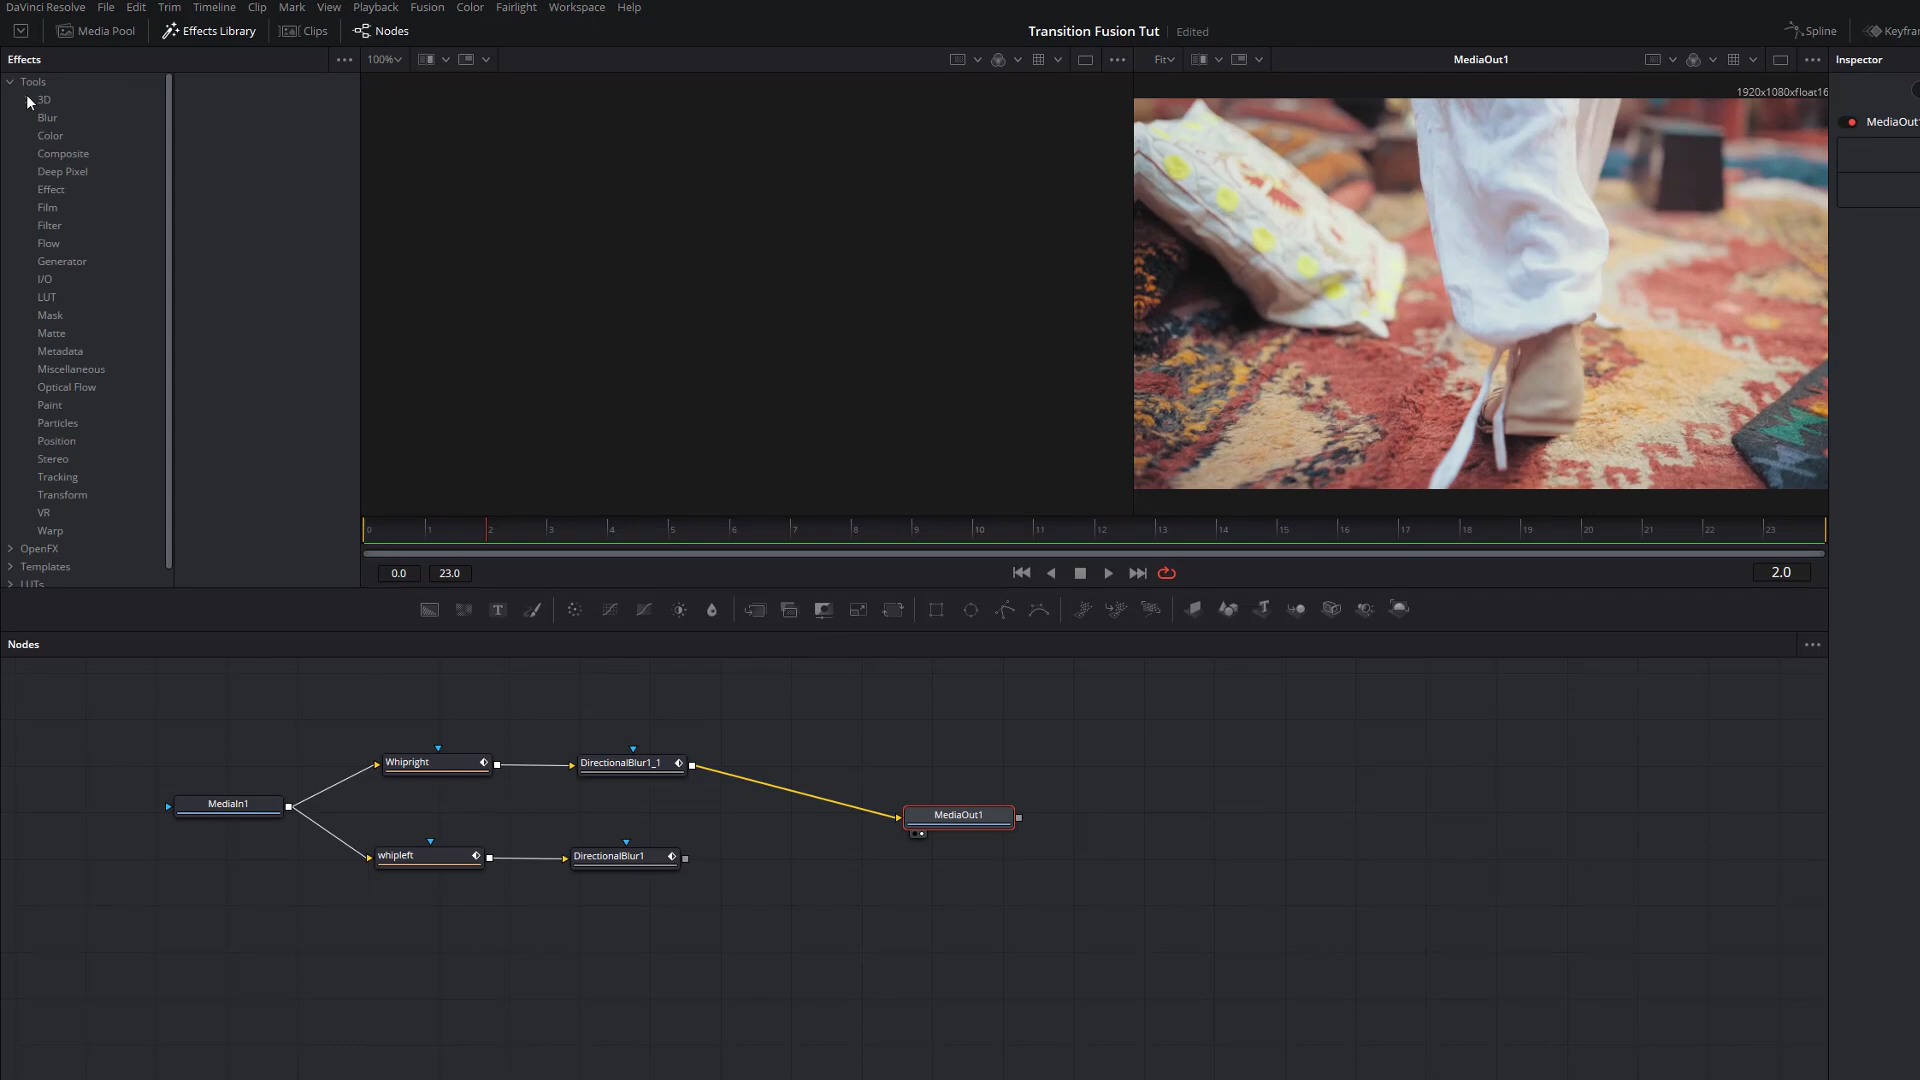 DaVinci Resolve File Edit Trim Timeline Clip Mark View Playback Fusion Color Fairlight Workspace Help
Media Pool Effects Library Clips Nodes Transition Fusion Tut Edited Spline Keyfram
Effects 100% Fit MediaOut1 Inspector
1920x1080xfloat16
MediaOut1
Tools
3D
Blur
Color
Composite
Deep Pixel
Effect
Film
Filter
Flow
Generator
I/O
LUT
Mask
Matte
Metadata
Miscellaneous
Optical Flow
Paint
Particles
Position
Stereo
Tracking
Transform
VR
Warp
OpenFX
Templates
LUTs
0 1 2 3 4 5 6 7 8 9 10 11 12 13 14 15 16 17 18 19 20 21 22 23
0.0 23.0 2.0
T T
Nodes
Whipright DirectionalBlur1_1
MediaIn1 MediaOut1
whipleft DirectionalBlur1